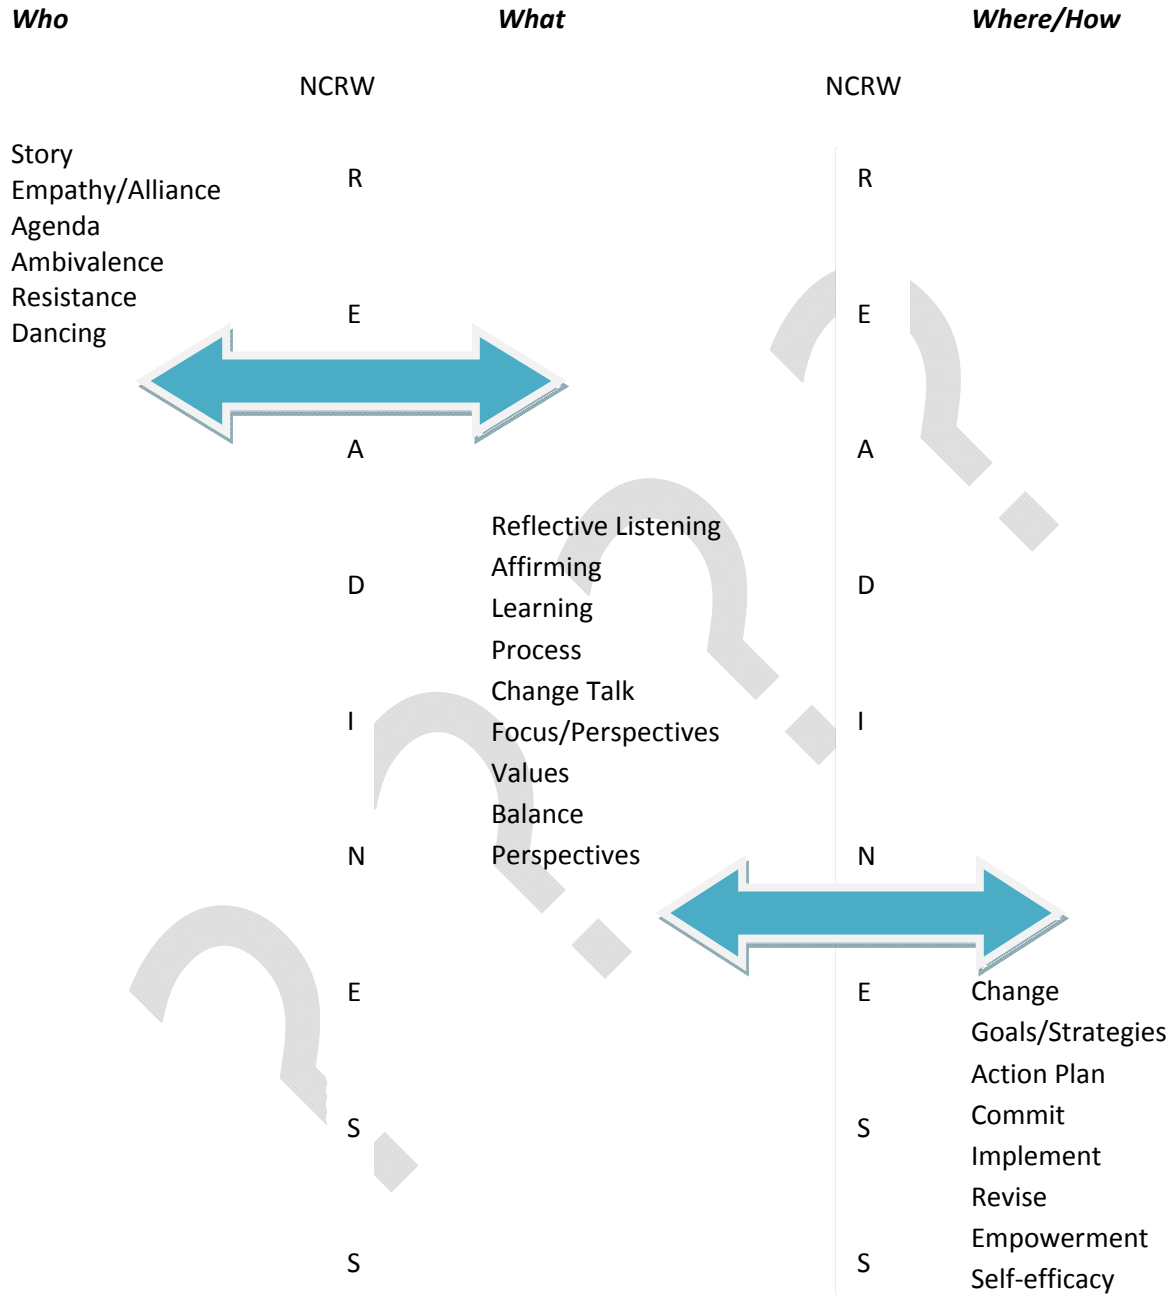 Who What Where/How
NCRW NCRW
Story
Empathy/Alliance
Agenda
Ambivalence
Resistance
Dancing
R
E
A
D
I
N
E
S
S
Reflective Listening
Affirming
Learning
Process
Change Talk
Focus/Perspectives
Values
Balance
Perspectives
R
E
A
D
I
N
E
S
S
Change
Goals/Strategies
Action Plan
Commit
Implement
Revise
Empowerment
Self-efficacy
? ? ? ?